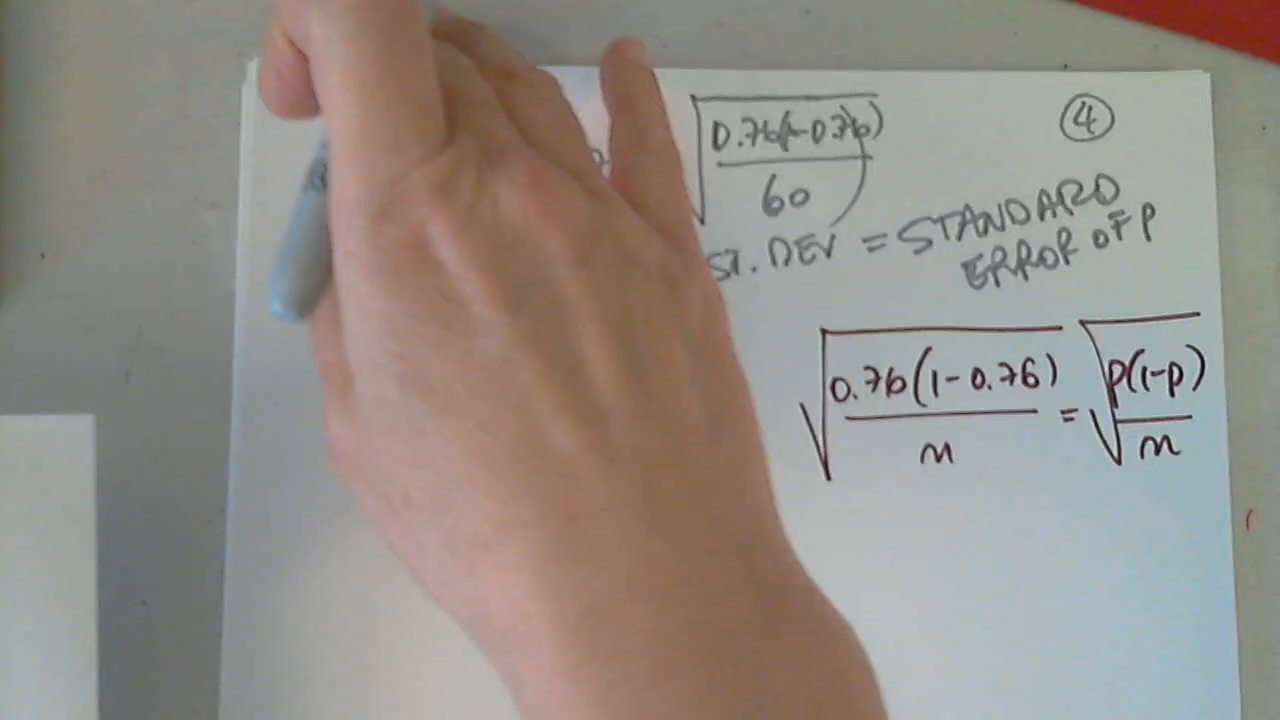 ④
√(0.76(1-0.76)/60)
ST. DEV = STANDARD
ERROR OF P
√(0.76(1-0.76)/n) = √(p(1-p)/n)